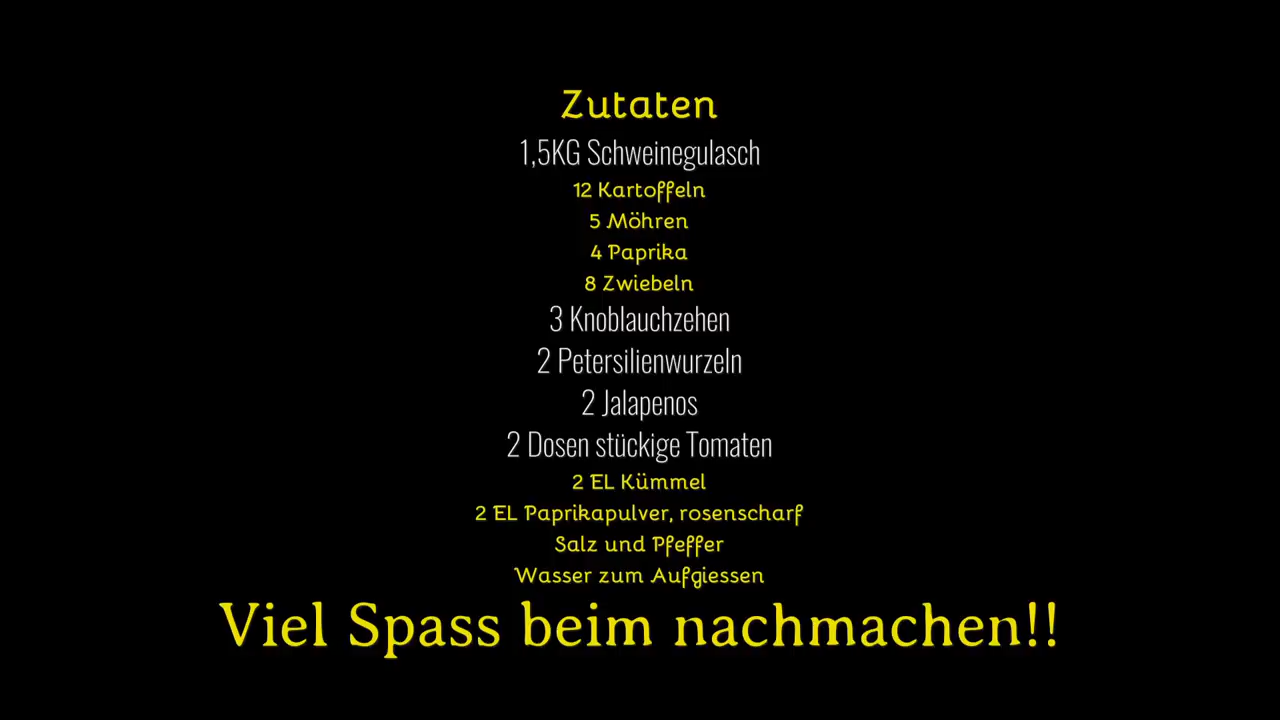 Zutaten
1,5KG Schweinegulasch
12 Kartoffeln
5 Möhren
4 Paprika
8 Zwiebeln
3 Knoblauchzehen
2 Petersilienwurzeln
2 Jalapenos
2 Dosen stückige Tomaten
2 EL Kümmel
2 EL Paprikapulver, rosenscharf
Salz und Pfeffer
Wasser zum Aufgiessen
Viel Spass beim nachmachen!!